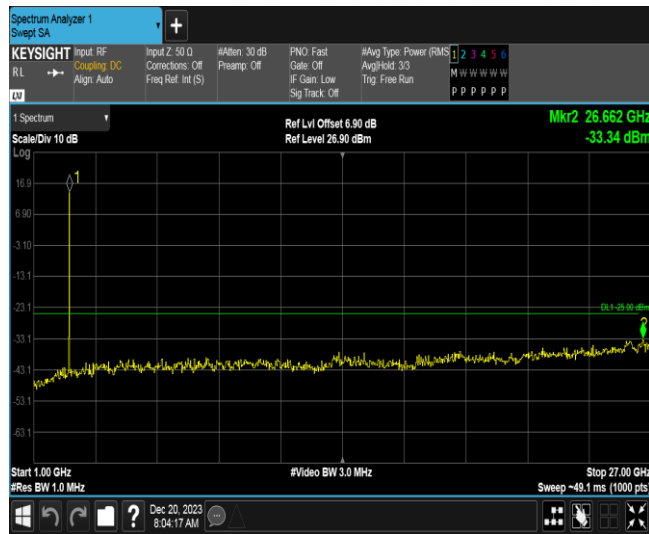 Spectrum Analyzer 1
Swept SA
+
KEYSIGHT
RL
LXI
Input: RF
Coupling: DC
Align: Auto
Input Z: 50 Ω
Corrections: Off
Freq Ref: Int (S)
#Atten: 30 dB
Preamp: Off
PNO: Fast
Gate: Off
IF Gain: Low
Sig Track: Off
#Avg Type: Power (RMS
Avg|Hold: 3/3
Trig: Free Run
1 2 3 4 5 6
M W W W W W
P P P P P P
1 Spectrum
Scale/Div 10 dB
Log
Ref Lvl Offset 6.90 dB
Ref Level 26.90 dBm
Mkr2 26.662 GHz
-33.34 dBm
1
16.9
6.90
-3.10
-13.1
-23.1
-33.1
-43.1
-53.1
-63.1
DL1 -25.00 dBm
2
Start 1.00 GHz
#Res BW 1.0 MHz
#Video BW 3.0 MHz
Stop 27.00 GHz
Sweep ~49.1 ms (1000 pts)
?
Dec 20, 2023
8:04:17 AM